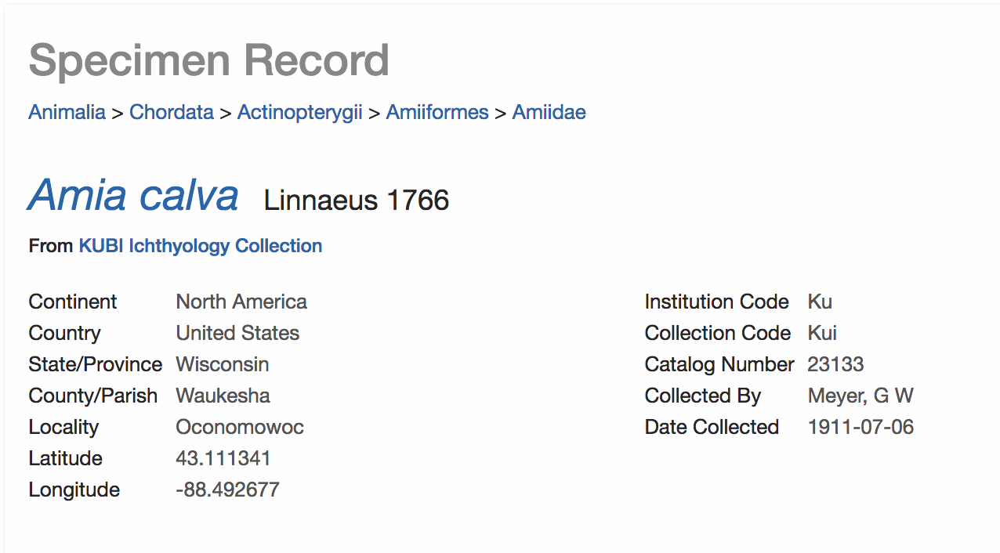 Specimen Record
Animalia > Chordata > Actinopterygii > Amiiformes > Amiidae
Amia calva Linnaeus 1766
From KUBI Ichthyology Collection
Continent North America
Country United States
State/Province Wisconsin
County/Parish Waukesha
Locality Oconomowoc
Latitude 43.111341
Longitude -88.492677
Institution Code Ku
Collection Code Kui
Catalog Number 23133
Collected By Meyer, G W
Date Collected 1911-07-06